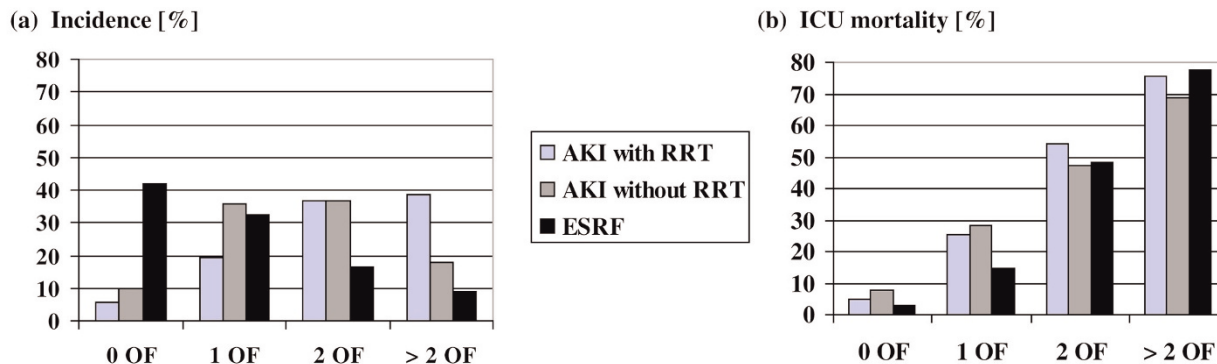 (a) Incidence [%]
80
70
60
50
40
30
20
10
0
0 OF 1 OF 2 OF > 2 OF
AKI with RRT
AKI without RRT
ESRF
(b) ICU mortality [%]
80
70
60
50
40
30
20
10
0
0 OF 1 OF 2 OF > 2 OF